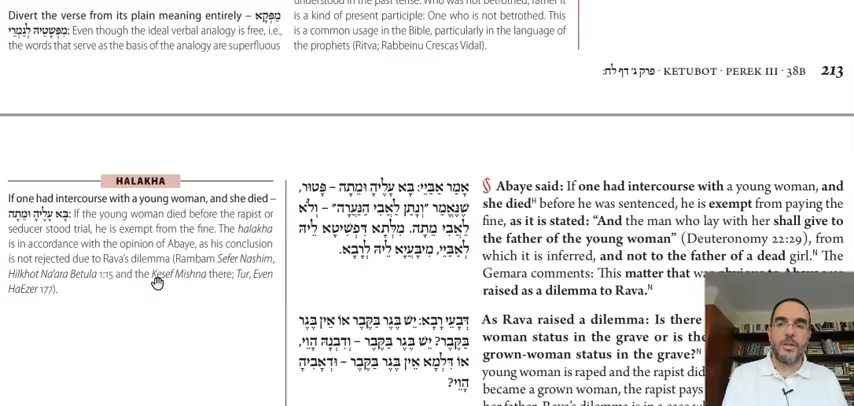 Divert the verse from its plain meaning entirely – מַפְּקָא
מִפְּשָׁטֵיהּ לְגַמְרֵי: Even though the ideal verbal analogy is free, i.e.,
the words that serve as the basis of the analogy are superfluous
understood in the past tense: Who was not betrothed, rather it
is a kind of present participle: One who is not betrothed. This
is a common usage in the Bible, particularly in the language of
the prophets (Ritva; Rabbeinu Crescas Vidal).
פרק ג׳ דף לח: · KETUBOT · PEREK III · 38B 213
HALAKHA
If one had intercourse with a young woman, and she died –
בָּא עָלֶיהָ וּמֵתָה: If the young woman died before the rapist or
seducer stood trial, he is exempt from the fine. The halakha
is in accordance with the opinion of Abaye, as his conclusion
is not rejected due to Rava's dilemma (Rambam Sefer Nashim,
Hilkhot Na'ara Betula 1:15 and the Kesef Mishna there; Tur, Even
HaEzer 177).
אָמַר אַבַּיֵי: בָּא עָלֶיהָ וּמֵתָה – פָּטוּר,
שֶׁנֶּאֱמַר ״וְנָתַן לַאֲבִי הַנַּעֲרָה״ – וְלֹא
לַאֲבִי מֵתָה. מִלְּתָא דִּפְשִׁיטָא לֵיהּ
לְאַבַּיֵי, מִיבַּעְיָא לֵיהּ לְרָבָא.
דְּבָעֵי רָבָא: יֵשׁ בֶּגֶר בַּקֶּבֶר אוֹ אֵין בֶּגֶר
בַּקֶּבֶר? יֵשׁ בֶּגֶר בַּקֶּבֶר – וְדִבְנָהּ הָוֵי,
אוֹ דִּלְמָא אֵין בֶּגֶר בַּקֶּבֶר – וּדְאָבִיהָ
הָוֵי?
§ Abaye said: If one had intercourse with a young woman, and
she died H before he was sentenced, he is exempt from paying the
fine, as it is stated: “And the man who lay with her shall give to
the father of the young woman” (Deuteronomy 22:29), from
which it is inferred, and not to the father of a dead girl. N The
Gemara comments: This matter that was obvious to Abaye was
raised as a dilemma to Rava. N
As Rava raised a dilemma: Is there
woman status in the grave or is the
grown-woman status in the grave? N
young woman is raped and the rapist did
became a grown woman, the rapist pays